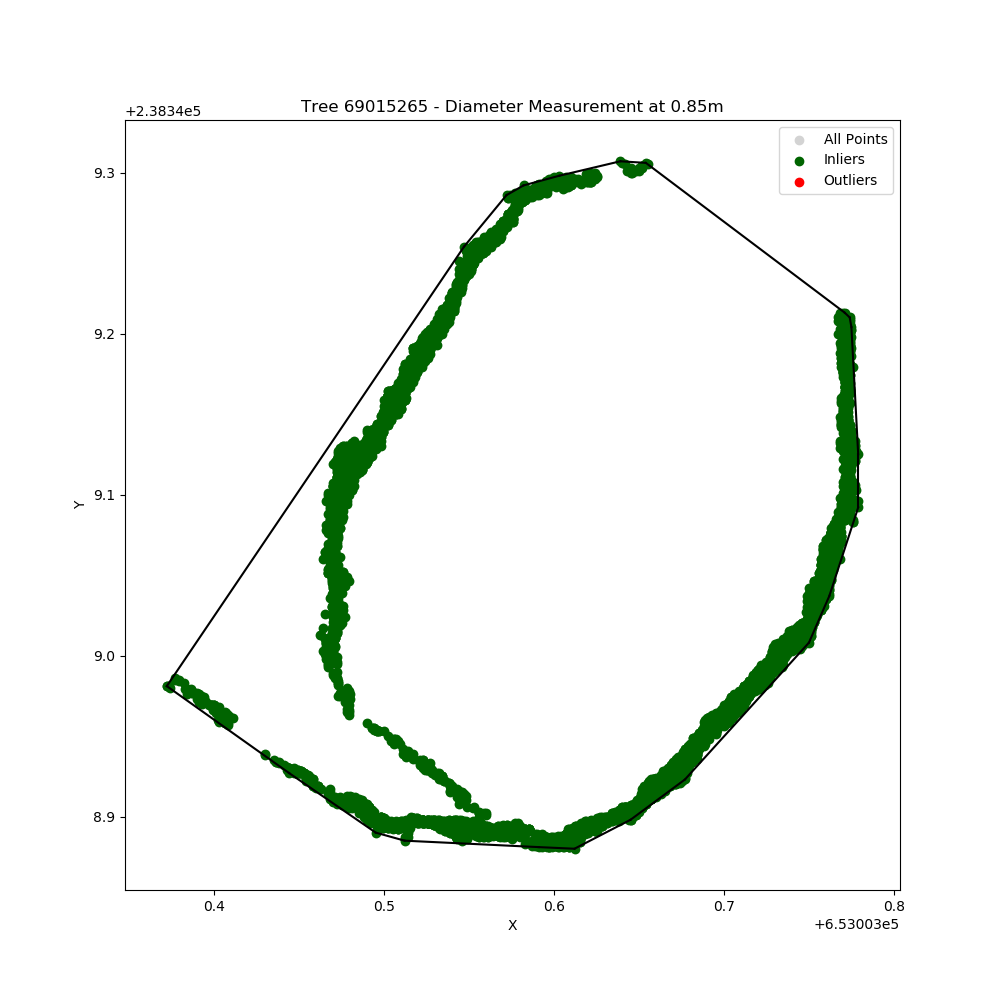 Tree 69015265 - Diameter Measurement at 0.85m
+2.3834e5
All Points
Inliers
Outliers
9.3
9.2
9.1
9.0
8.9
Y
0.4
0.5
0.6
0.7
0.8
X
+6.53003e5